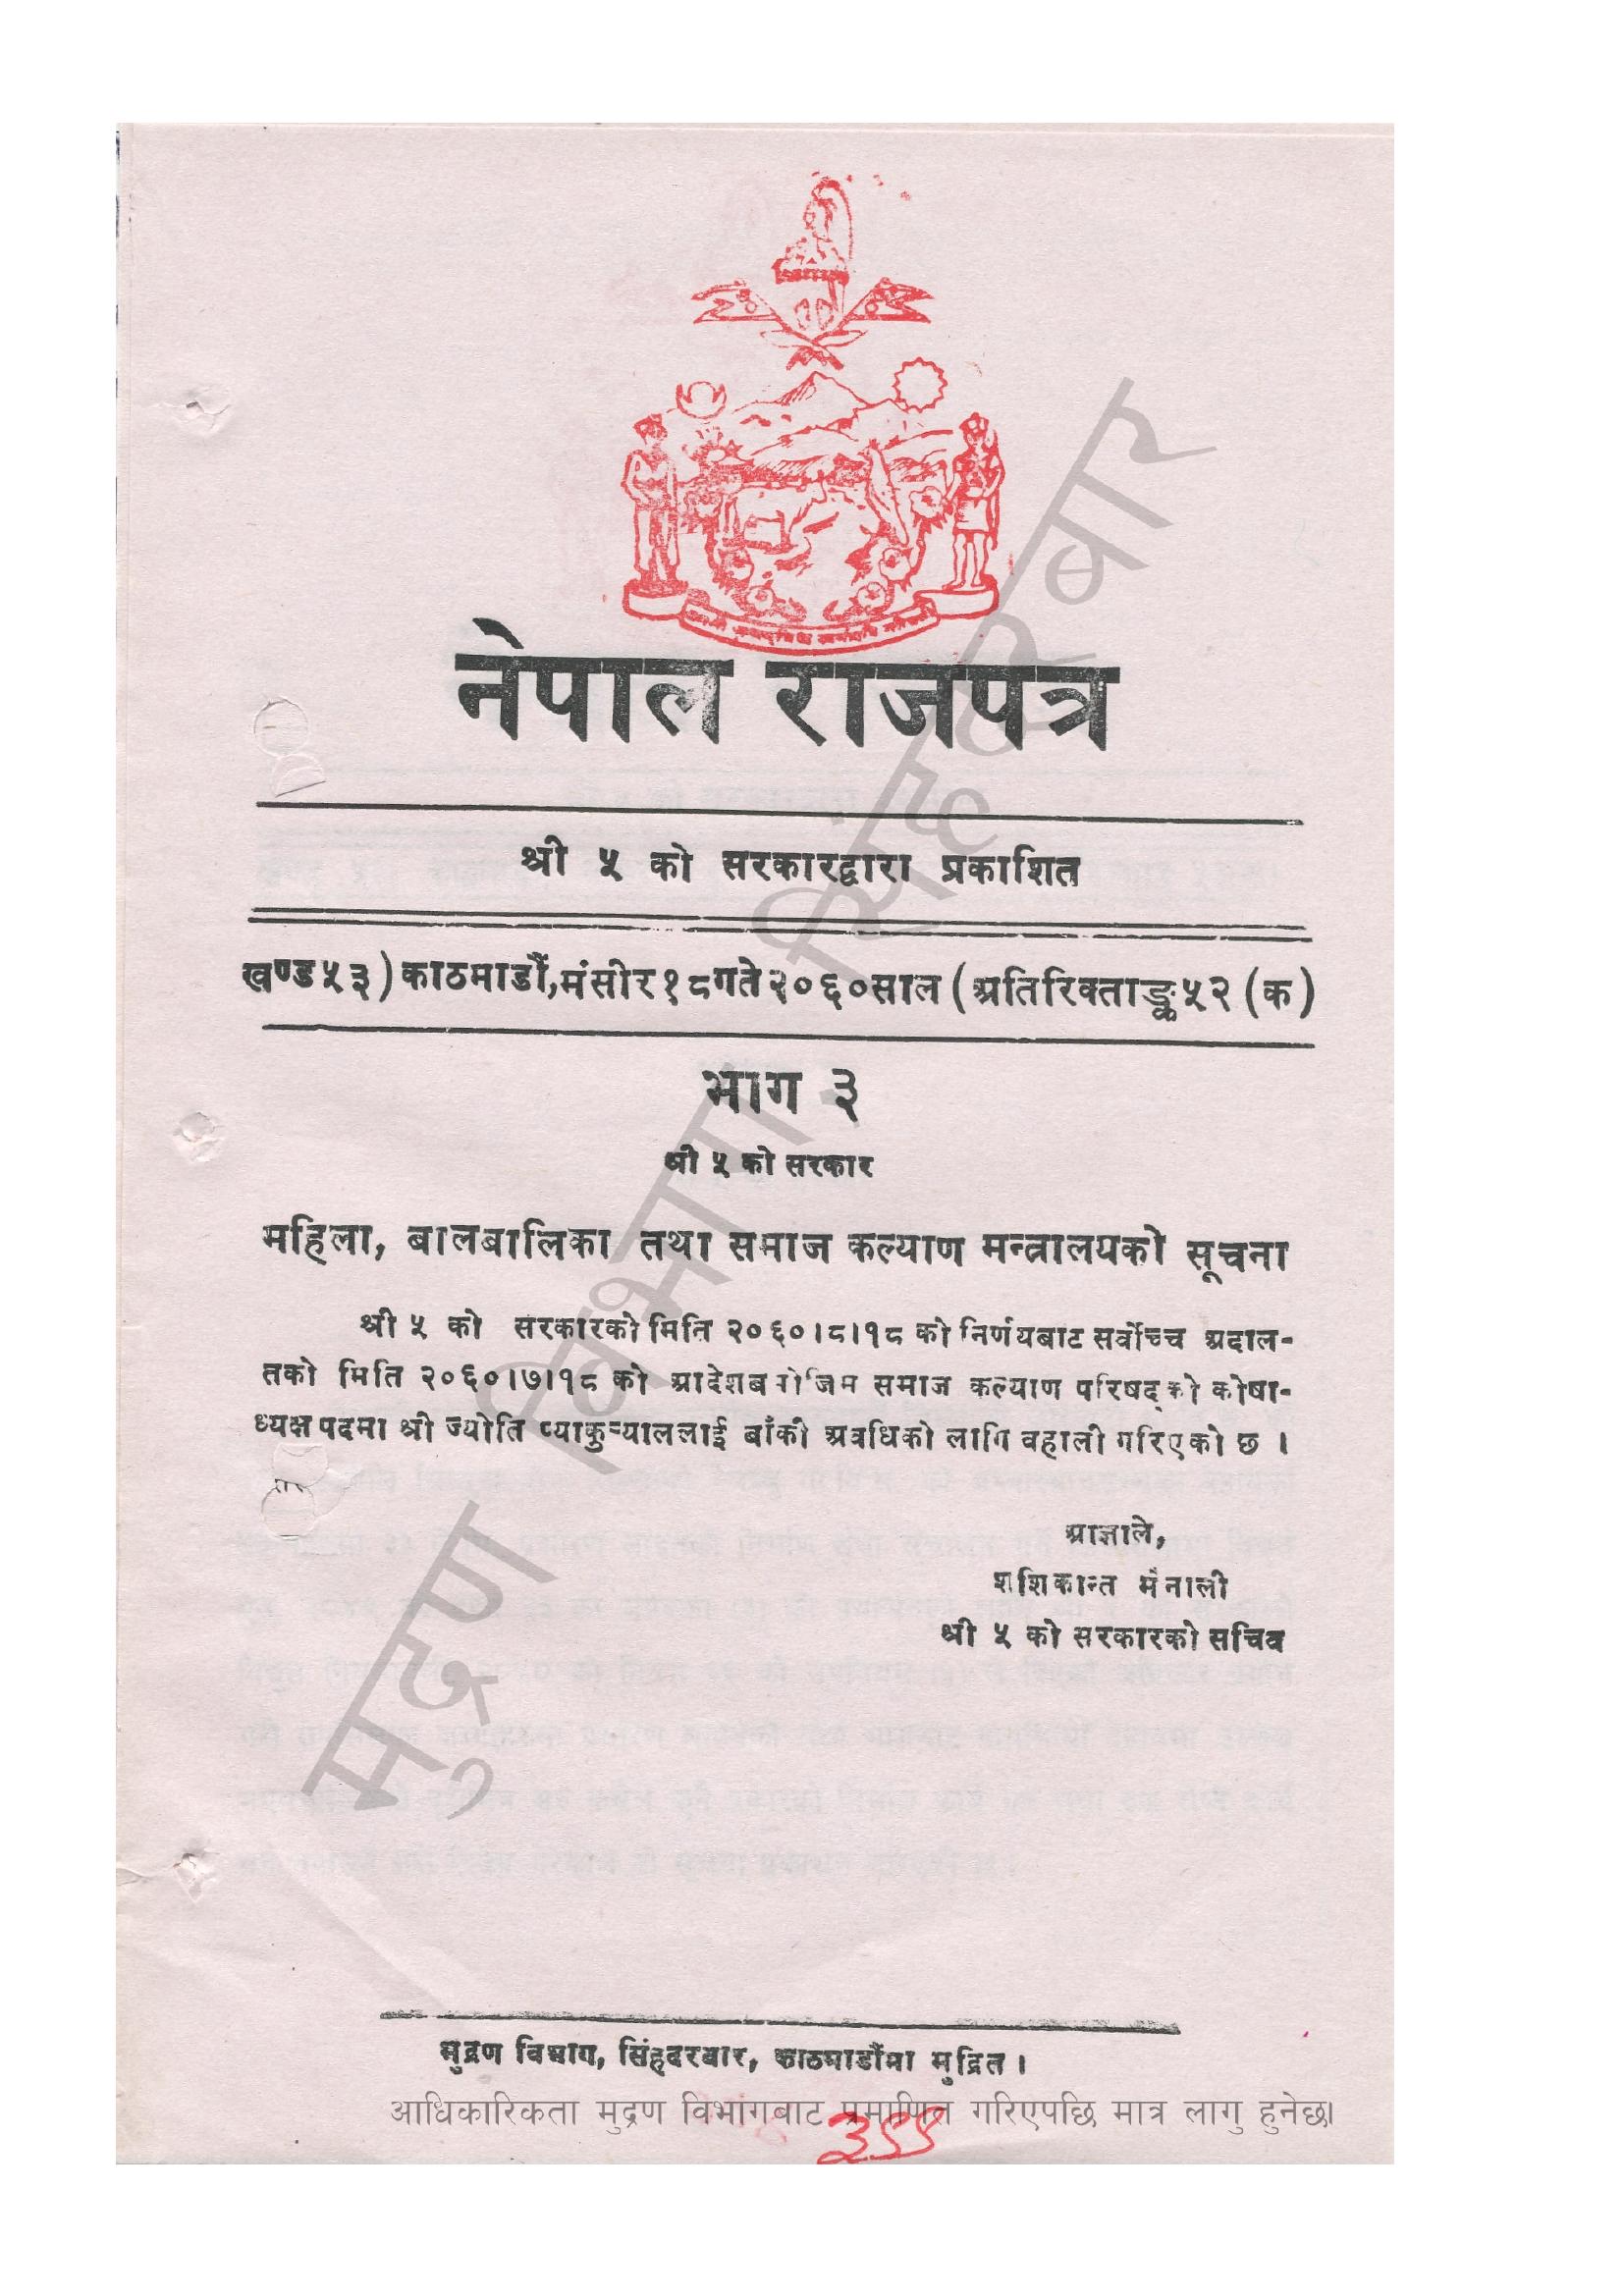 नेपाल राजपत्र
श्री ५ को सरकारद्वारा प्रकाशित
खण्ड ५३) काठमाडौं, मंसीर १८ गते २०६० साल (अतिरिक्ताङ्क ५२ (क)
भाग ३
श्री ५ को सरकार
महिला, बालबालिका तथा समाज कल्याण मन्त्रालयको सूचना
श्री ५ को सरकारको मिति २०६०।८।१८ को निर्णयबाट सर्वोच्च अदाल-
तको मिति २०६०।७।१८ को आदेशबमोजिम समाज कल्याण परिषद्को कोषा-
ध्यक्ष पदमा श्री ज्योति प्याकुर्‍याललाई बाँकी अवधिको लागि वहाली गरिएको छ ।
आज्ञाले,
शशिकान्त मैनाली
श्री ५ को सरकारको सचिव
मुद्रण विभाग, सिंहदरबार, काठमाडौंमा मुद्रित ।
आधिकारिकता मुद्रण विभागबाट प्रमाणित गरिएपछि मात्र लागु हुनेछ।
मुद्रण विभाग, सिंहदरबार